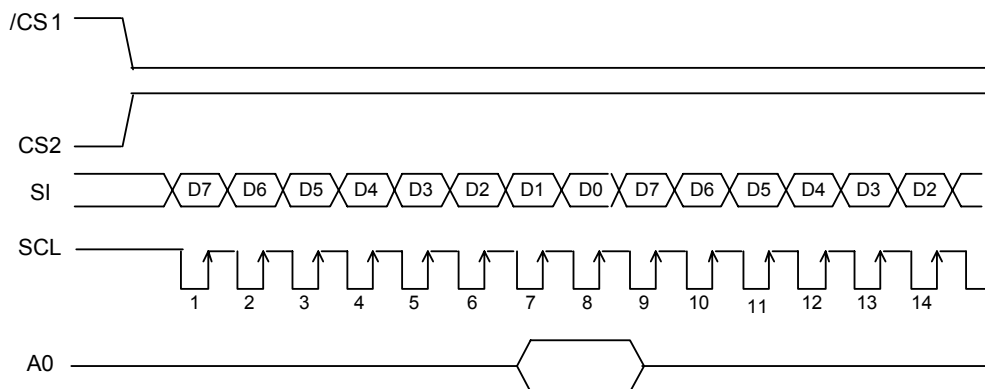 /CS1
CS2
SI D7 D6 D5 D4 D3 D2 D1 D0 D7 D6 D5 D4 D3 D2
SCL
1 2 3 4 5 6 7 8 9 10 11 12 13 14
A0